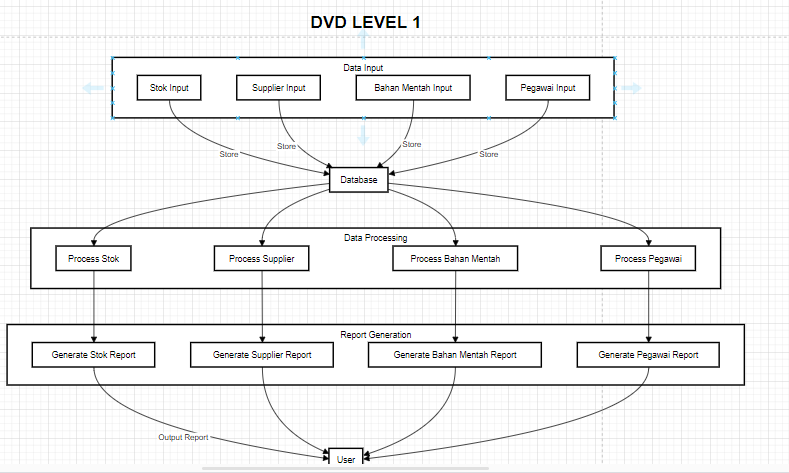 DVD LEVEL 1
Data Input
Stok Input
Supplier Input
Bahan Mentah Input
Pegawai Input
Store
Store
Store
Store
Database
Data Processing
Process Stok
Process Supplier
Process Bahan Mentah
Process Pegawai
Report Generation
Generate Stok Report
Generate Supplier Report
Generate Bahan Mentah Report
Generate Pegawai Report
Output Report
User